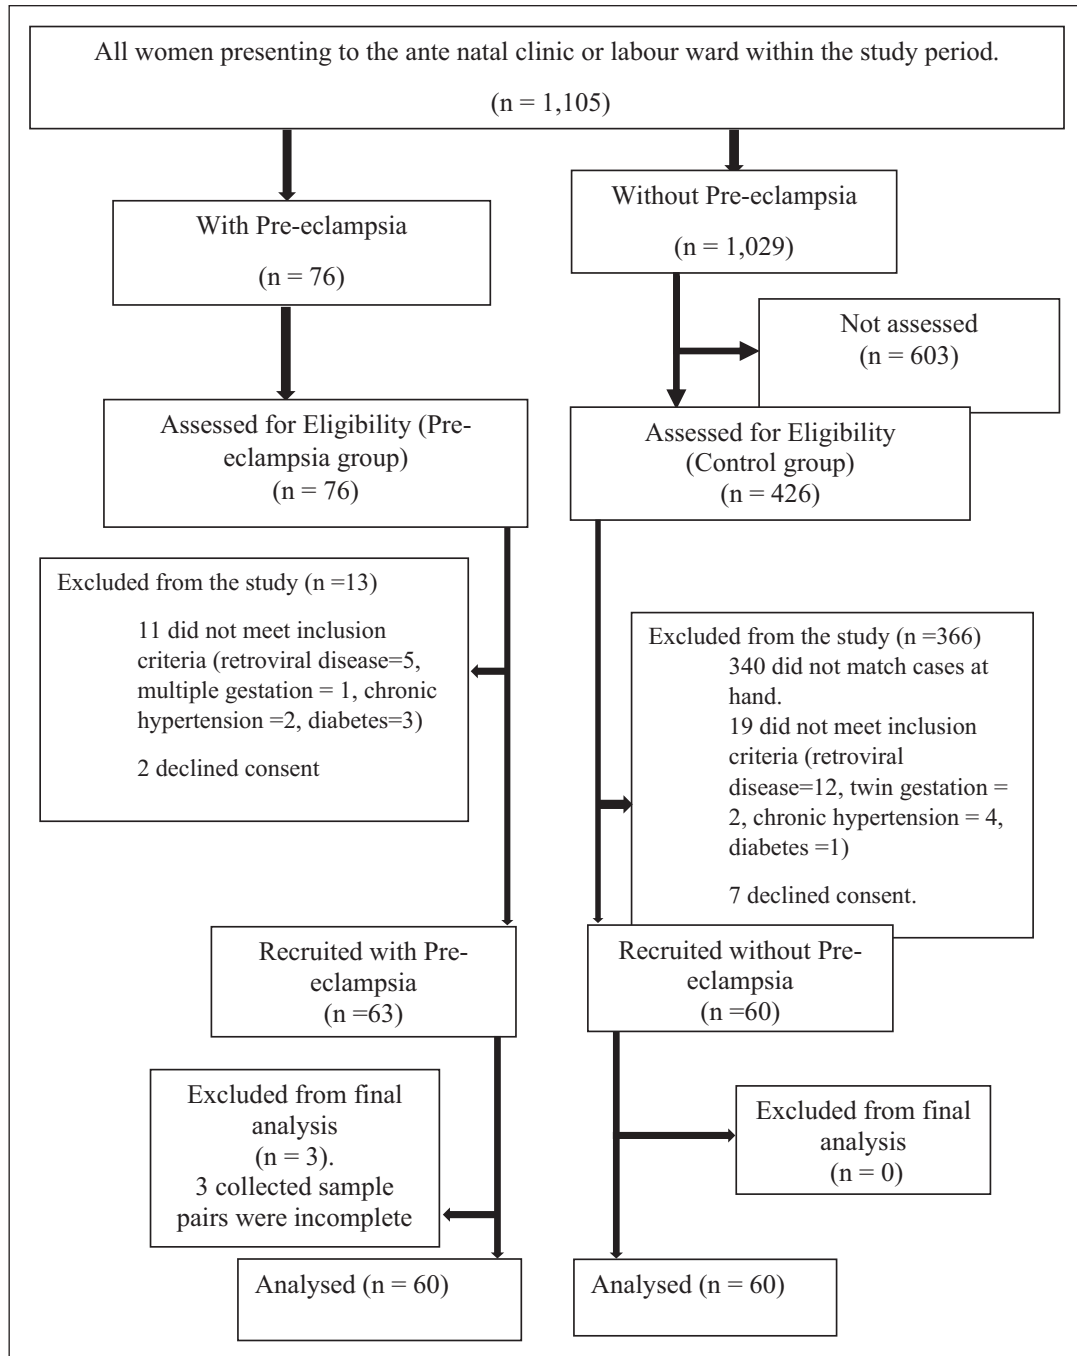 All women presenting to the ante natal clinic or labour ward within the study period.
(n = 1,105)
With Pre-eclampsia
(n = 76)
Without Pre-eclampsia
(n = 1,029)
Not assessed
(n = 603)
Assessed for Eligibility (Pre-
eclampsia group)
(n = 76)
Assessed for Eligibility
(Control group)
(n = 426)
Excluded from the study (n =13)
11 did not meet inclusion
criteria (retroviral disease=5,
multiple gestation = 1, chronic
hypertension =2, diabetes=3)
2 declined consent
Excluded from the study (n =366)
340 did not match cases at
hand.
19 did not meet inclusion
criteria (retroviral
disease=12, twin gestation =
2, chronic hypertension = 4,
diabetes =1)
7 declined consent.
Recruited with Pre-
eclampsia
(n =63)
Recruited without Pre-
eclampsia
(n =60)
Excluded from final
analysis
(n = 3).
3 collected sample
pairs were incomplete
Excluded from final
analysis
(n = 0)
Analysed (n = 60)
Analysed (n = 60)